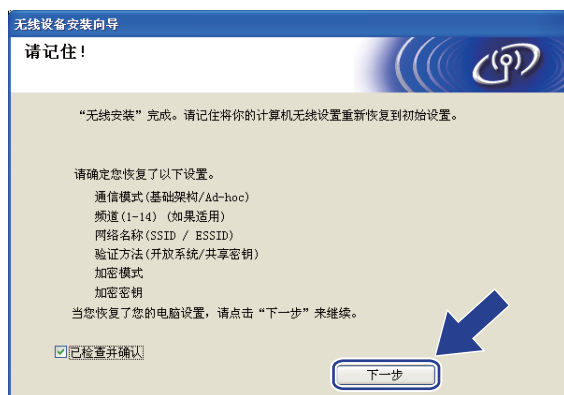 无线设备安装向导
请记住!
“无线安装”完成。请记住将你的计算机无线设置重新恢复到初始设置。
请确定您恢复了以下设置。
通信模式(基础架构/Ad-hoc)
频道(1-14) (如果适用)
网络名称(SSID / ESSID)
验证方法(开放系统/共享密钥)
加密模式
加密密钥
当您恢复了您的电脑设置，请点击“下一步”来继续。
已检查并确认
下一步